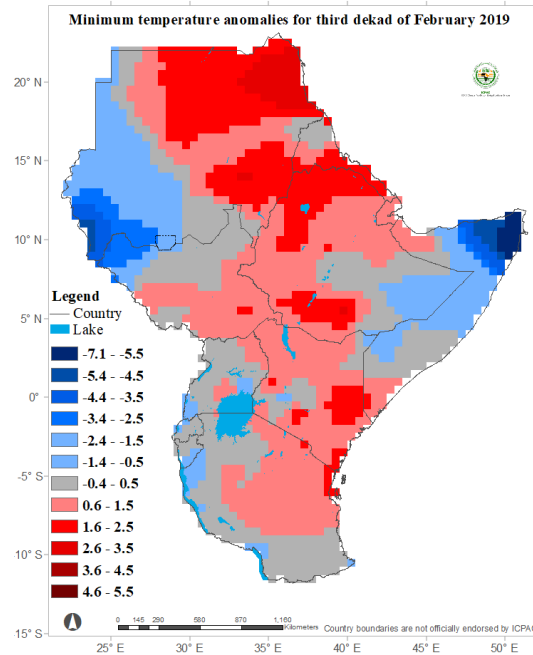 Minimum temperature anomalies for third dekad of February 2019
20° N
15° N
10° N
5° N
0° N
5° S
10° S
15° S
Legend
Country
Lake
-7.1 - -5.5
-5.4 - -4.5
-4.4 - -3.5
-3.4 - -2.5
-2.4 - -1.5
-1.4 - -0.5
-0.4 - 0.5
0.6 - 1.5
1.6 - 2.5
2.6 - 3.5
3.6 - 4.5
4.6 - 5.5
0 145 290 580 870 1,160
Kilometers
Country boundaries are not officially endorsed by ICPAC
25° E 30° E 35° E 40° E 45° E 50° E